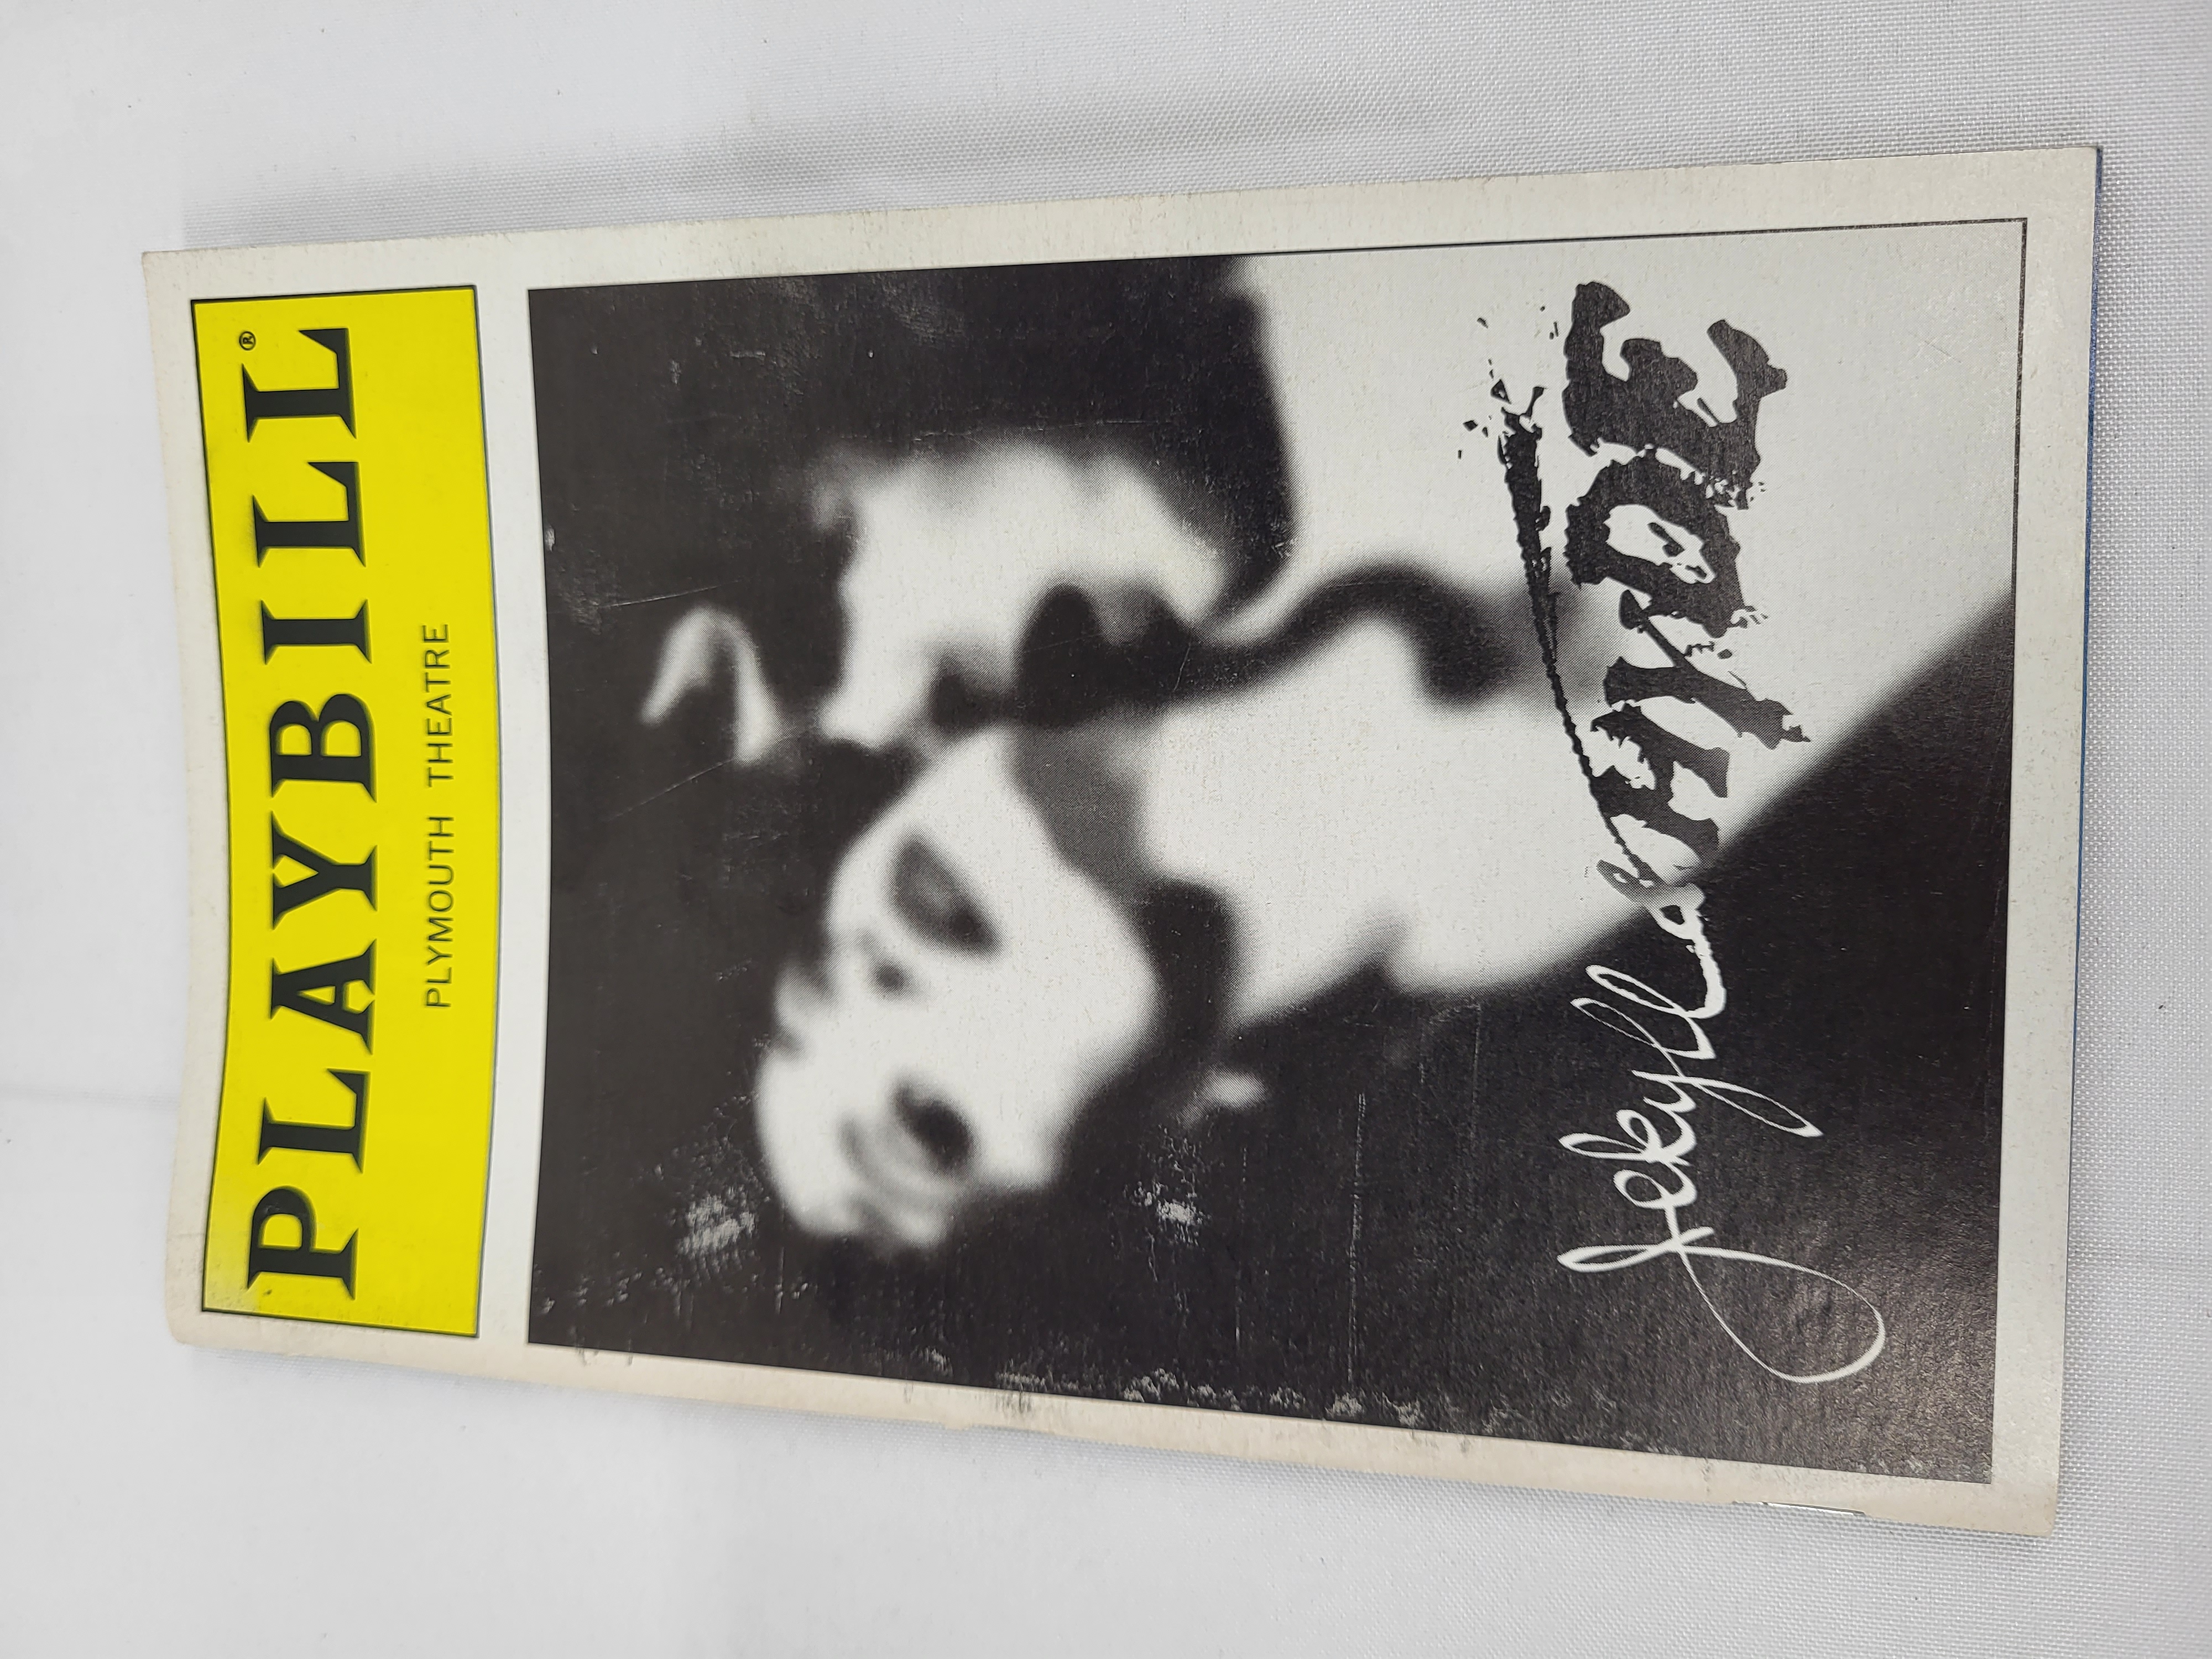 PLAYBILL®
PLYMOUTH THEATRE
Jekyll & HYDE